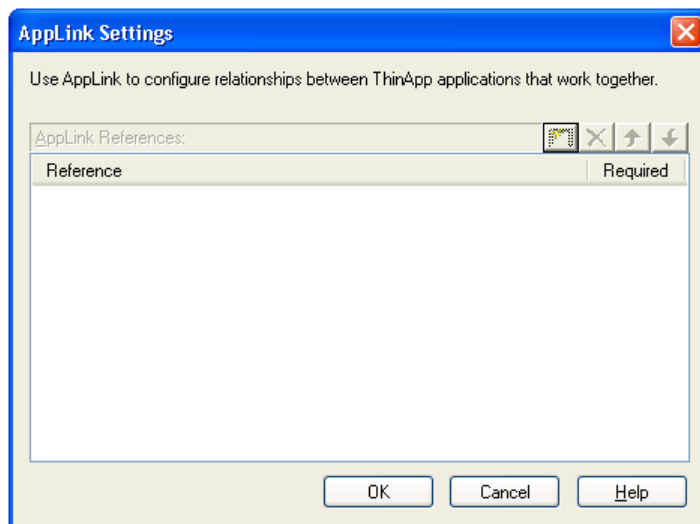 AppLink Settings
Use AppLink to configure relationships between ThinApp applications that work together.
AppLink References:
Reference Required
OK Cancel Help